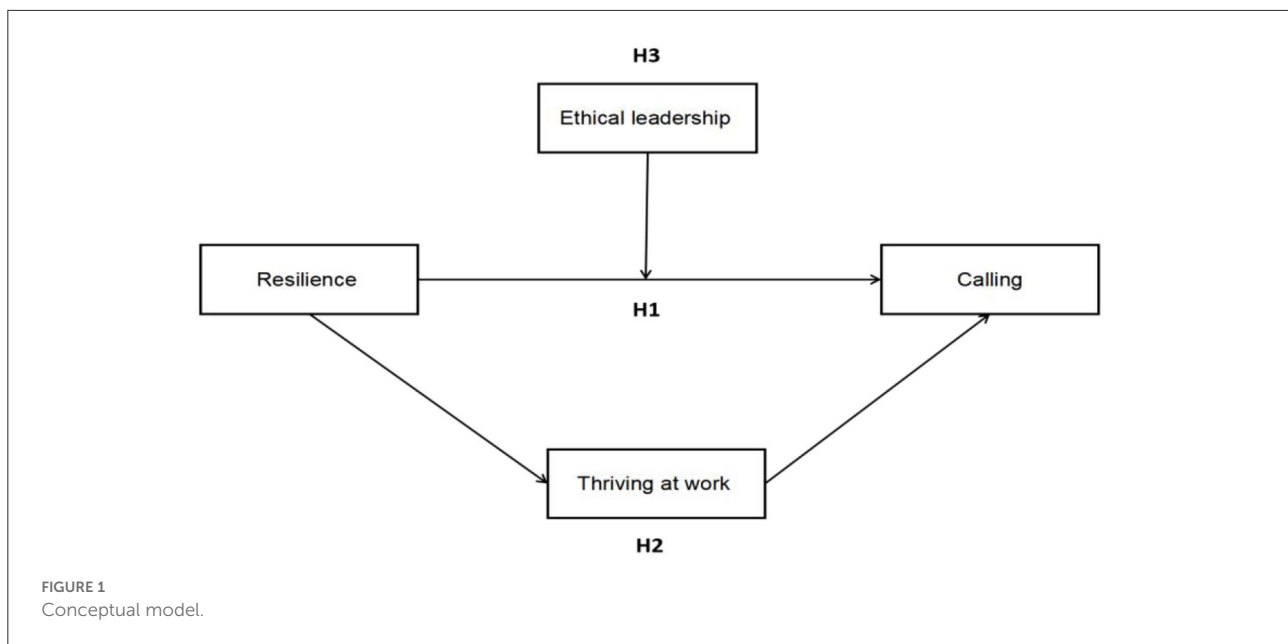 H3
Ethical leadership
Resilience
Calling
H1
Thriving at work
H2
FIGURE 1
Conceptual model.